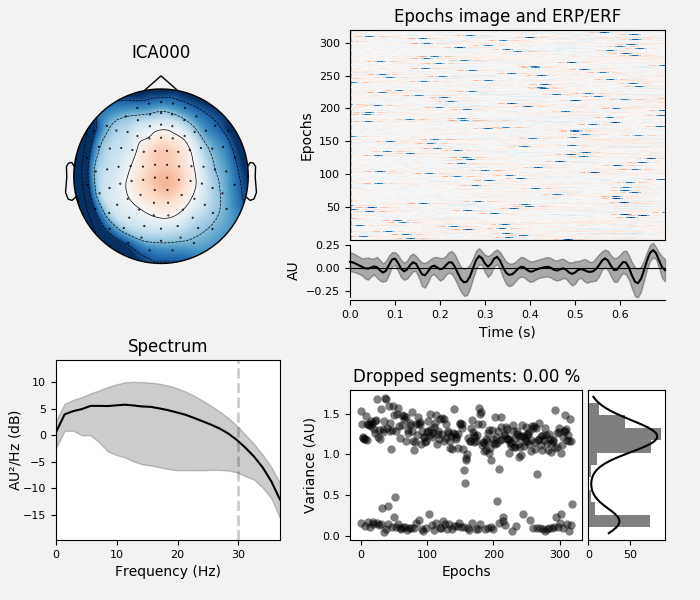 ICA000
Epochs image and ERP/ERF
Epochs
300
250
200
150
100
50
AU
0.25
0.00
−0.25
0.0 0.1 0.2 0.3 0.4 0.5 0.6
Time (s)
Spectrum
AU²/Hz (dB)
10
5
0
−5
−10
−15
0 10 20 30
Frequency (Hz)
Dropped segments: 0.00 %
Variance (AU)
1.5
1.0
0.5
0.0
0 100 200 300
Epochs
0 50